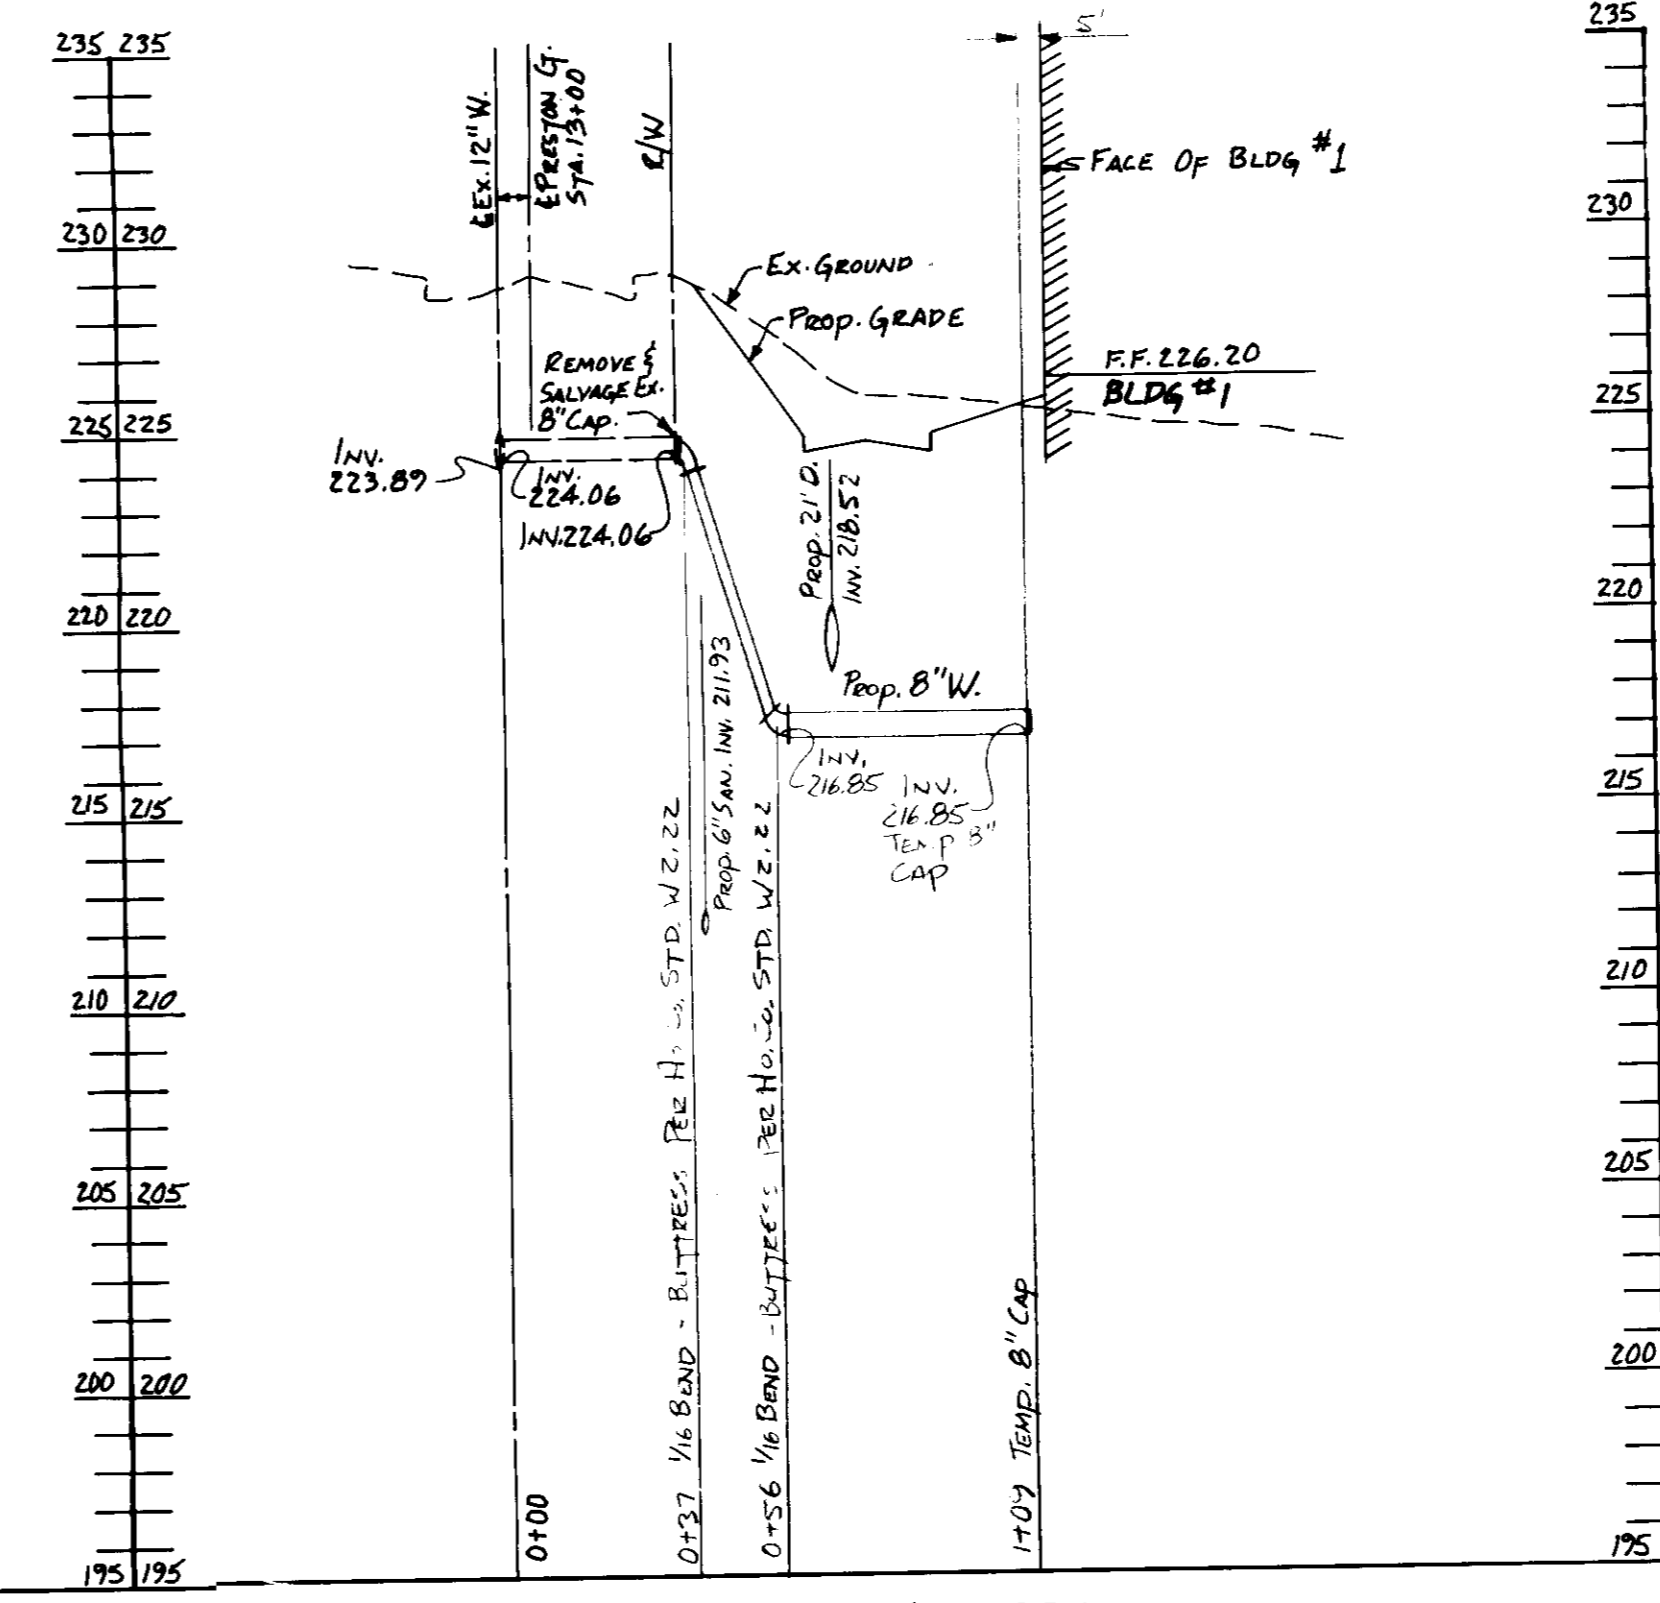 235 235
230 230
225 225
220 220
215 215
210 210
205 205
200 200
195 195
℄ Ex. 12" W.
℄ PRESTON CT.
STA. 13+00
R/W
5'
FACE OF BLDG #1
EX. GROUND
PROP. GRADE
F.F. 226.20
BLDG #1
REMOVE &
SALVAGE EX.
8" CAP.
INV.
223.89
INV.
224.06
INV. 224.06
PROP. 21" D.
INV. 218.52
PROP. 6" SAN. INV. 211.93
PROP. 8" W.
INV.
216.85
INV.
216.85
TEMP 8"
CAP
0+00
0+37 1/16 BEND - BUTTRESS PER HO. CO. STD. W 2.22
0+56 1/16 BEND - BUTTRESS PER HO. CO. STD. W 2.22
1+09 TEMP. 8" CAP
235
230
225
220
215
210
205
200
195